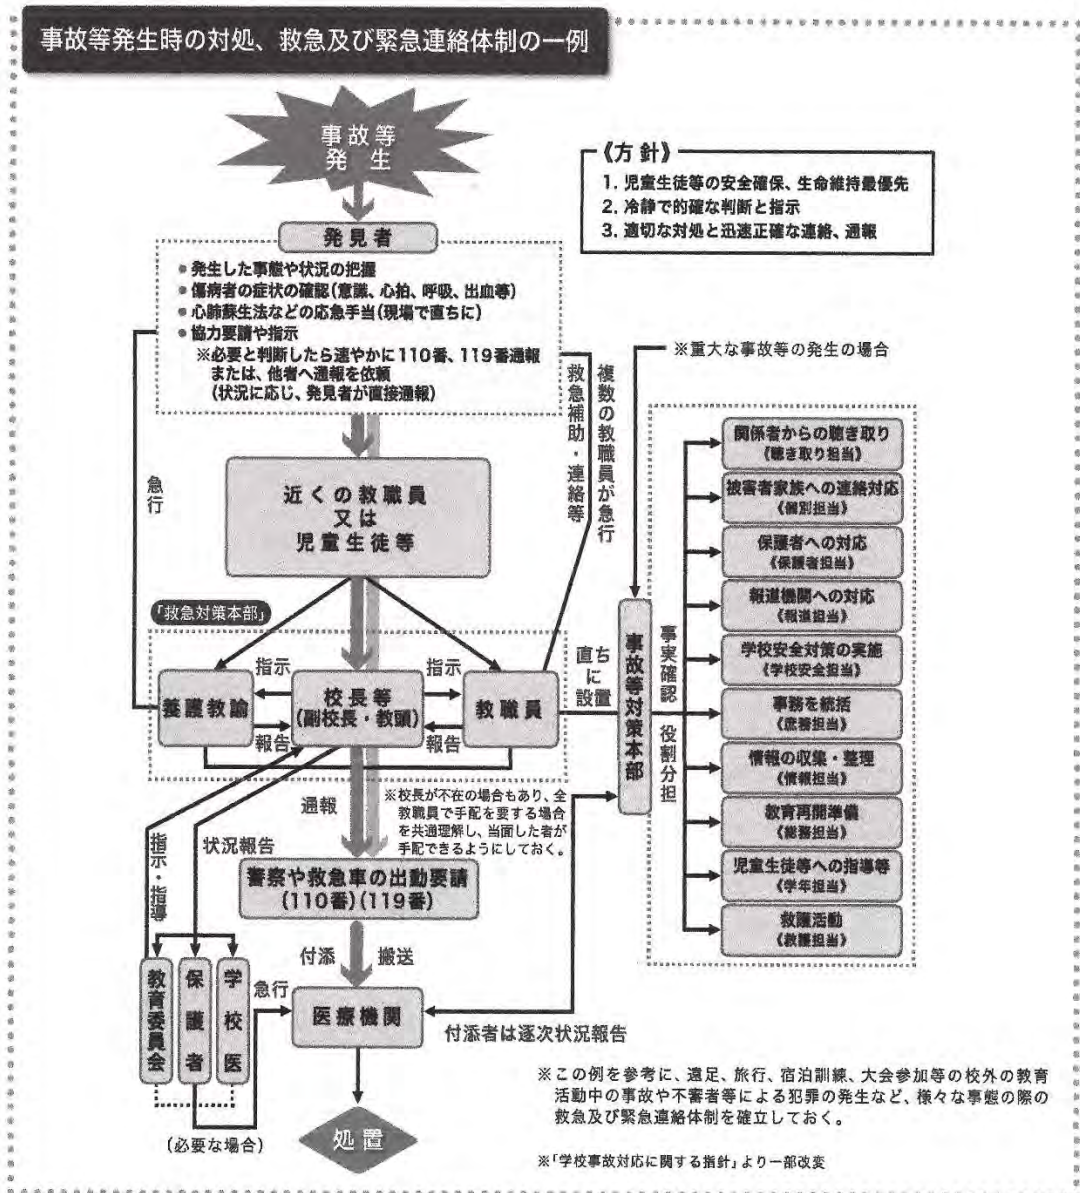 事故等発生時の対処、救急及び緊急連絡体制の一例
事故等
発 生
《方 針》
1. 児童生徒等の安全確保、生命維持最優先
2. 冷静で的確な判断と指示
3. 適切な対処と迅速正確な連絡、通報
発見者
●発生した事態や状況の把握
●傷病者の症状の確認(意識、心拍、呼吸、出血等)
●心肺蘇生法などの応急手当(現場で直ちに)
●協力要請や指示
※必要と判断したら速やかに110番、119番通報
または、他者へ通報を依頼
(状況に応じ、発見者が直接通報)
※重大な事故等の発生の場合
複数の教職員が急行
救急補助・連絡等
急行
近くの教職員
又は
児童生徒等
「救急対策本部」
養護教諭
指示
報告
校長等
(副校長・教頭)
指示
報告
教職員
直ち
に
設置
事故等対策本部
事実確認
役割分担
関係者からの聴き取り
《聴き取り担当》
被害者家族への連絡対応
《個別担当》
保護者への対応
《保護者担当》
報道機関への対応
《報道担当》
学校安全対策の実施
《学校安全担当》
事務を統括
《庶務担当》
情報の収集・整理
《情報担当》
教育再開準備
《総務担当》
児童生徒等への指導等
《学年担当》
救護活動
《救護担当》
通報
※校長が不在の場合もあり、全
教職員で手配を要する場合
を共通理解し、当面した者が
手配できるようにしておく。
指示・指導
状況報告
警察や救急車の出動要請
(110番)(119番)
付添
搬送
教育委員会
保護者
学校医
急行
医療機関
付添者は逐次状況報告
(必要な場合)
処置
※この例を参考に、遠足、旅行、宿泊訓練、大会参加等の校外の教育
活動中の事故や不審者等による犯罪の発生など、様々な事態の際の
救急及び緊急連絡体制を確立しておく。
※「学校事故対応に関する指針」より一部改変